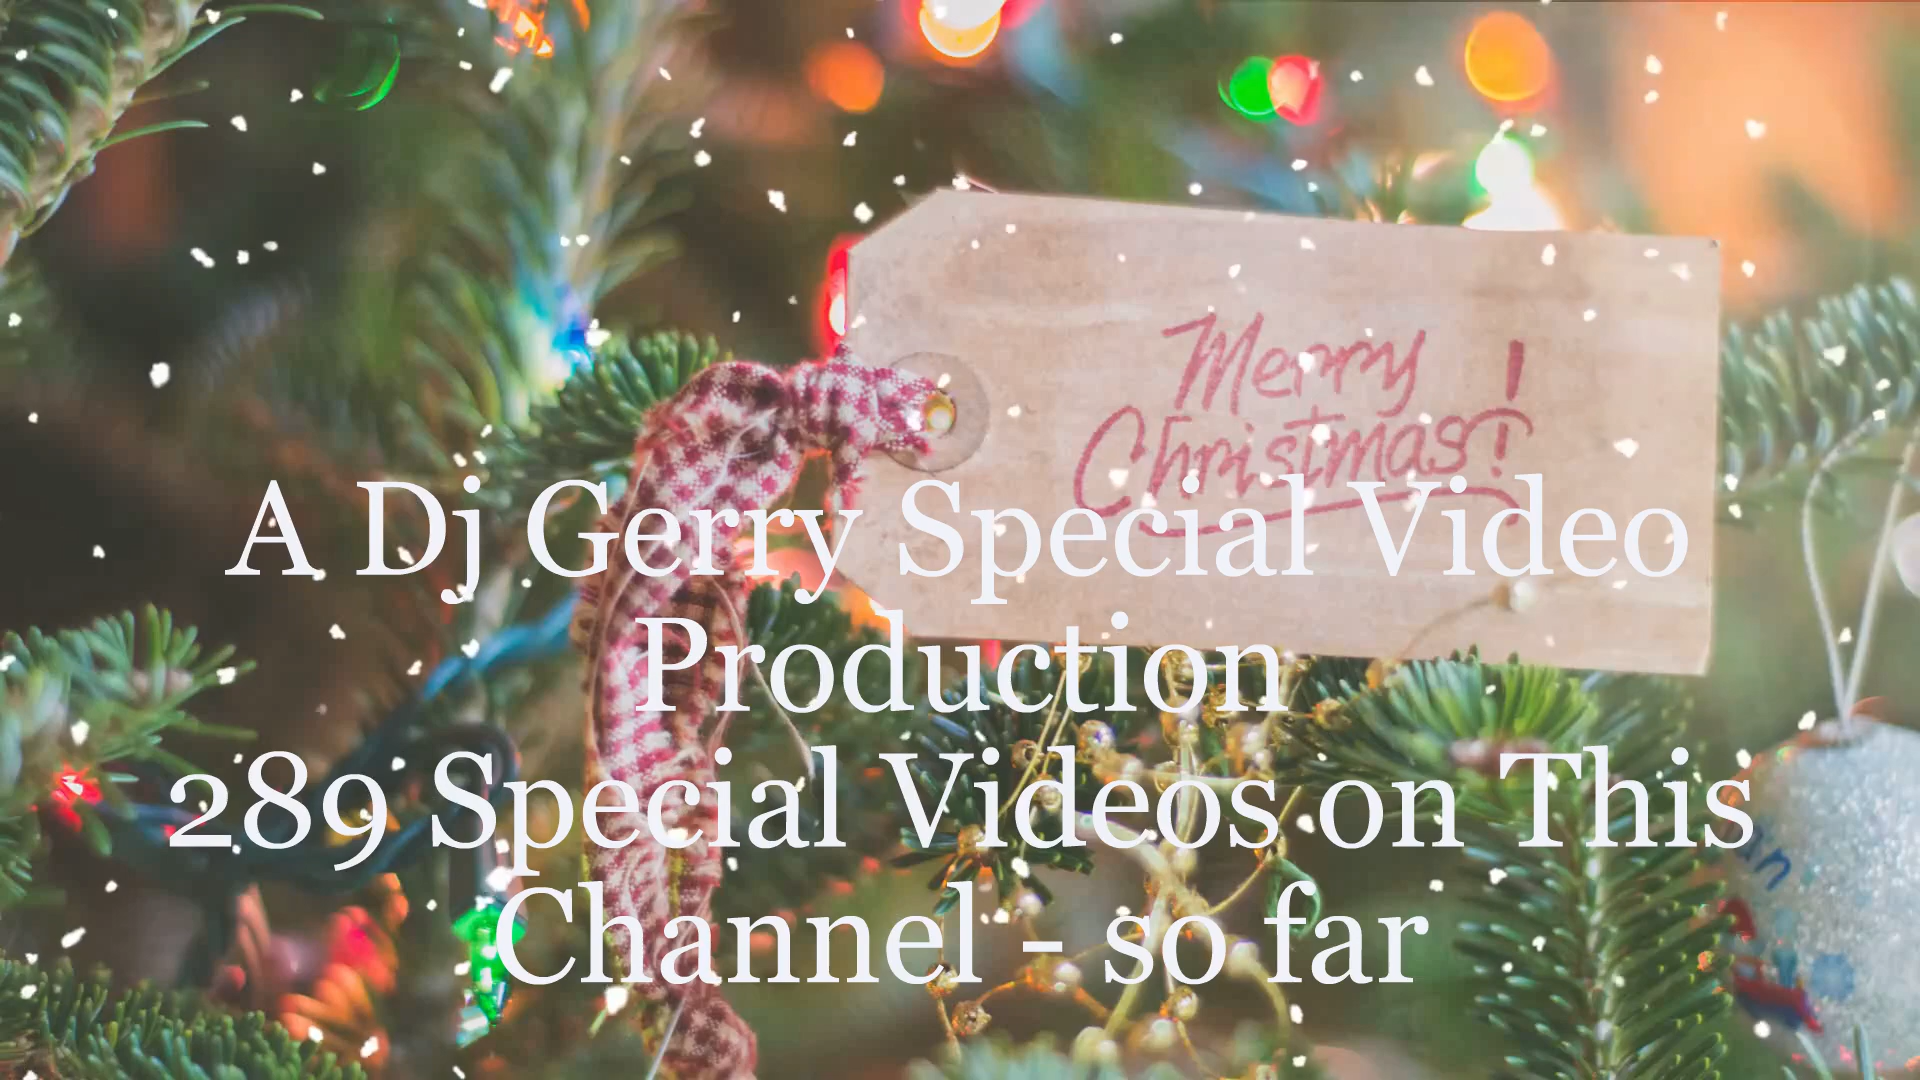 Merry
Christmas!
A Dj Gerry Special Video
Production
289 Special Videos on This
Channel - so far